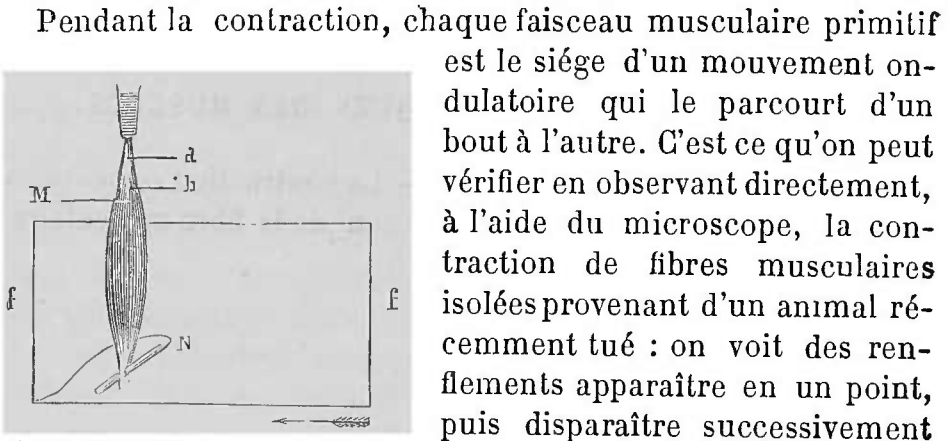 Pendant la contraction, chaque faisceau musculaire primitif
est le siége d'un mouvement on-
dulatoire qui le parcourt d'un
bout à l'autre. C'est ce qu'on peut
vérifier en observant directement,
à l'aide du microscope, la con-
traction de fibres musculaires
isolées provenant d'un animal ré-
cemment tué : on voit des ren-
flements apparaître en un point,
puis disparaître successivement
d
b
M
f
f
N